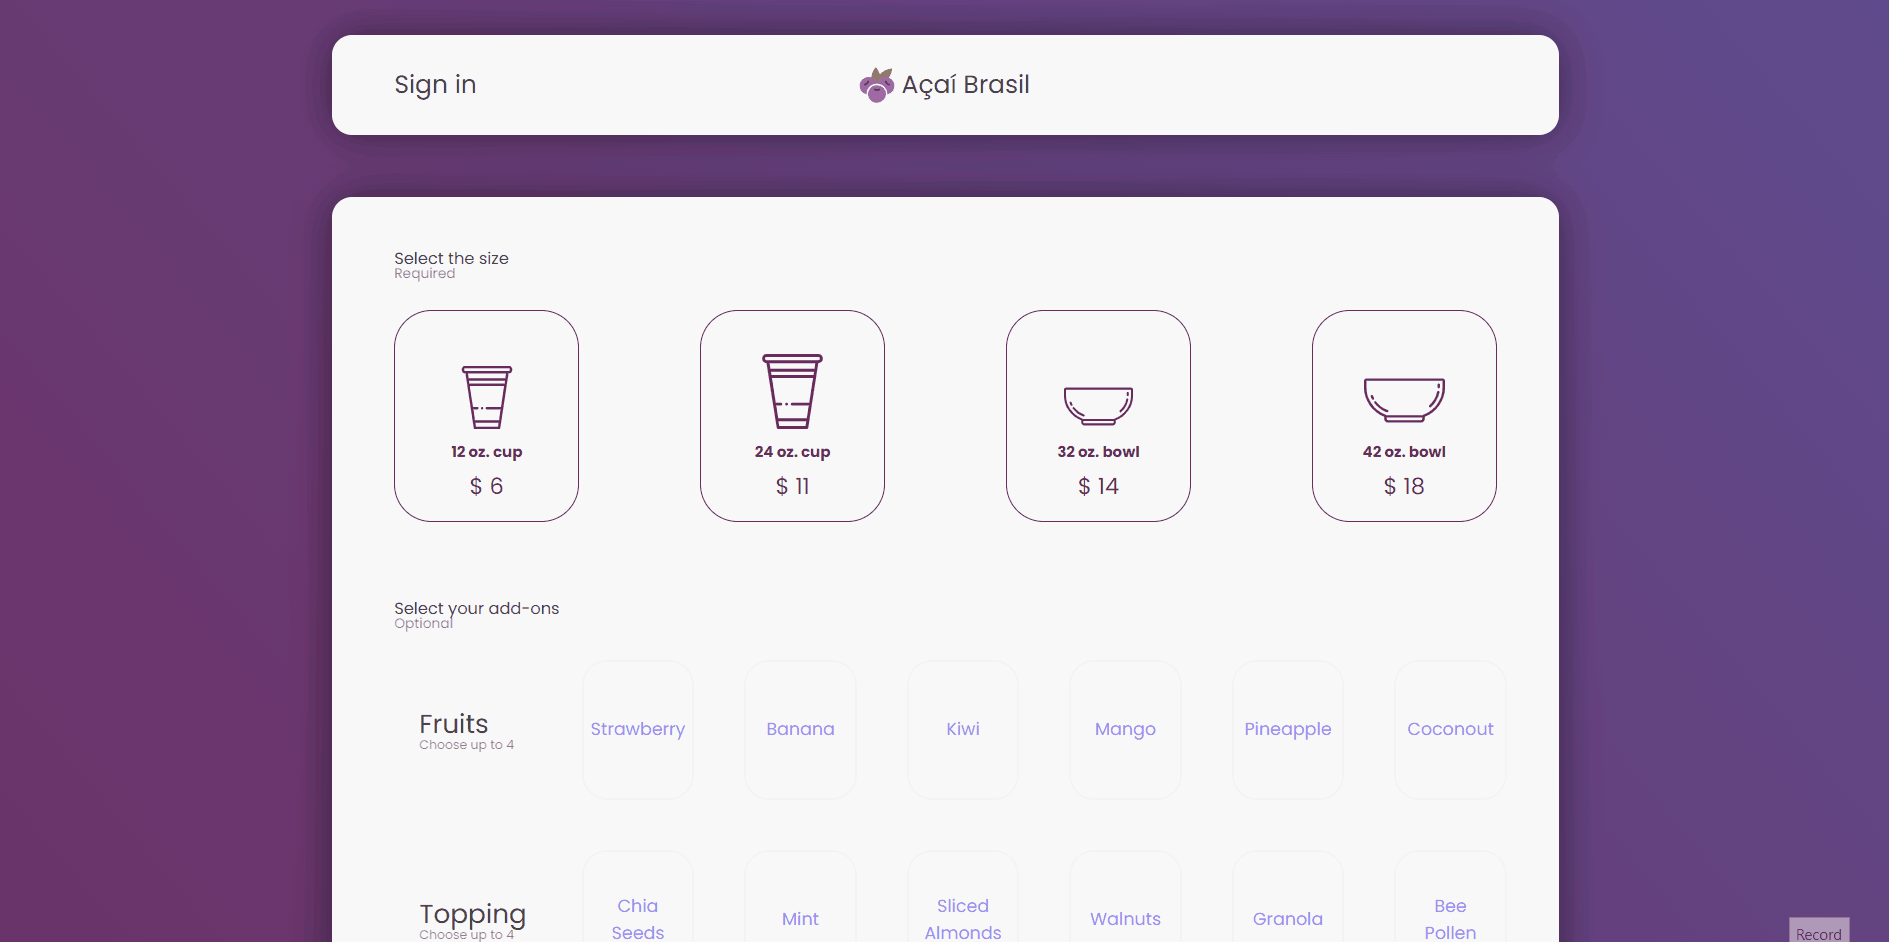 Sign in
Açaí Brasil
Select the size
Required
12 oz. cup
$ 6
24 oz. cup
$ 11
32 oz. bowl
$ 14
42 oz. bowl
$ 18
Select your add-ons
Optional
Fruits
Choose up to 4
Strawberry
Banana
Kiwi
Mango
Pineapple
Coconout
Topping
Choose up to 4
Chia
Seeds
Mint
Sliced
Almonds
Walnuts
Granola
Bee
Pollen
Record